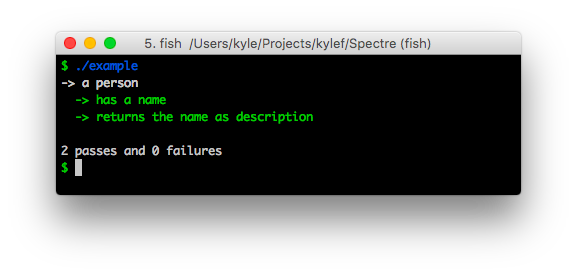 5. fish  /Users/kyle/Projects/kylef/Spectre (fish)
$ ./example
-> a person
  -> has a name
  -> returns the name as description

2 passes and 0 failures
$